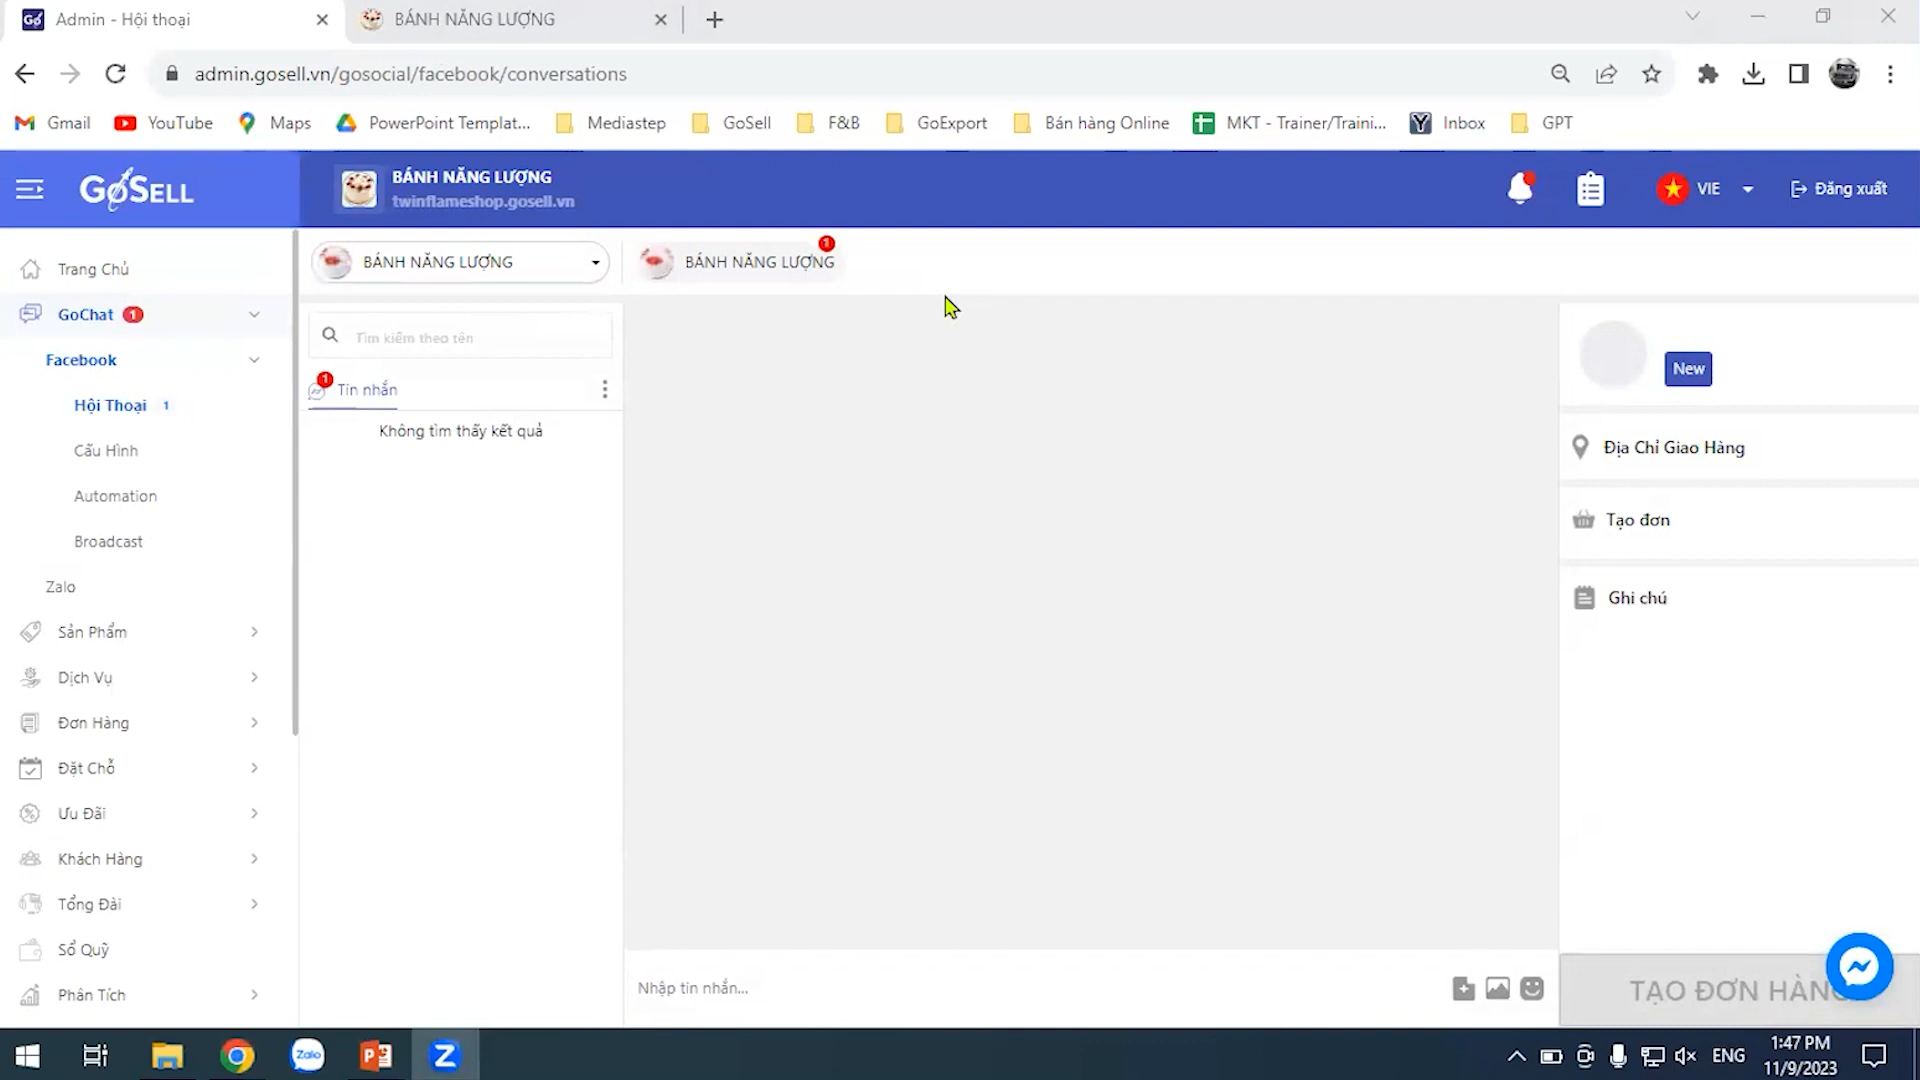 Admin - Hội thoại
BÁNH NĂNG LƯỢNG
admin.gosell.vn/gosocial/facebook/conversations
Gmail
YouTube
Maps
PowerPoint Templat...
Mediastep
GoSell
F&B
GoExport
Bán hàng Online
MKT - Trainer/Traini...
Inbox
GPT
GOSELL
BÁNH NĂNG LƯỢNG
twinflameshop.gosell.vn
VIE
Đăng xuất
Trang Chủ
GoChat 1
Facebook
Hội Thoại 1
Cấu Hình
Automation
Broadcast
Zalo
Sản Phẩm
Dịch Vụ
Đơn Hàng
Đặt Chỗ
Ưu Đãi
Khách Hàng
Tổng Đài
Sổ Quỹ
Phân Tích
BÁNH NĂNG LƯỢNG
BÁNH NĂNG LƯỢNG
1
Tìm kiếm theo tên
1
Tin nhắn
Không tìm thấy kết quả
Nhập tin nhắn...
New
Địa Chỉ Giao Hàng
Tạo đơn
Ghi chú
TẠO ĐƠN HÀNG
Zalo
ENG
1:47 PM
11/9/2023